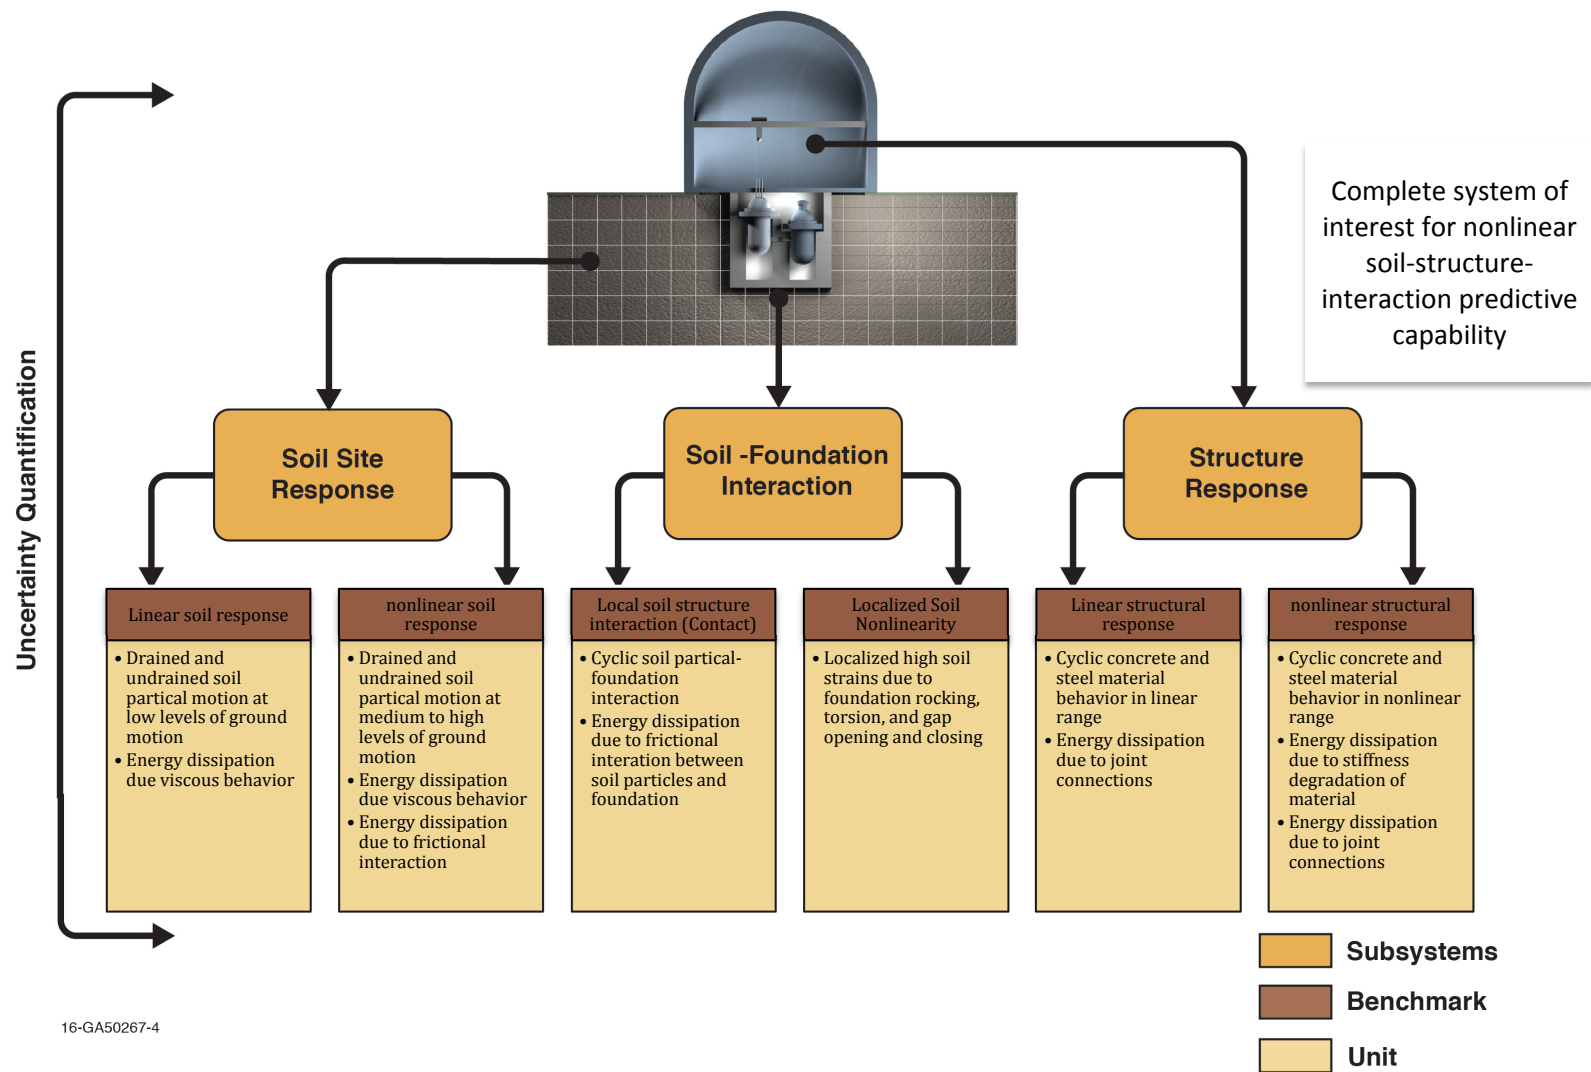 Complete system of
interest for nonlinear
soil-structure-
interaction predictive
capability
Uncertainty Quantification
Soil Site
Response
Soil -Foundation
Interaction
Structure
Response
Linear soil response
• Drained and
undrained soil
partical motion at
low levels of ground
motion
• Energy dissipation
due viscous behavior
nonlinear soil
response
• Drained and
undrained soil
partical motion at
medium to high
levels of ground
motion
• Energy dissipation
due viscous behavior
• Energy dissipation
due to frictional
interaction
Local soil structure
interaction (Contact)
• Cyclic soil partical-
foundation
interaction
• Energy dissipation
due to frictional
interation between
soil particles and
foundation
Localized Soil
Nonlinearity
• Localized high soil
strains due to
foundation rocking,
torsion, and gap
opening and closing
Linear structural
response
• Cyclic concrete and
steel material
behavior in linear
range
• Energy dissipation
due to joint
connections
nonlinear structural
response
• Cyclic concrete and
steel material
behavior in nonlinear
range
• Energy dissipation
due to stiffness
degradation of
material
• Energy dissipation
due to joint
connections
Subsystems
Benchmark
Unit
16-GA50267-4